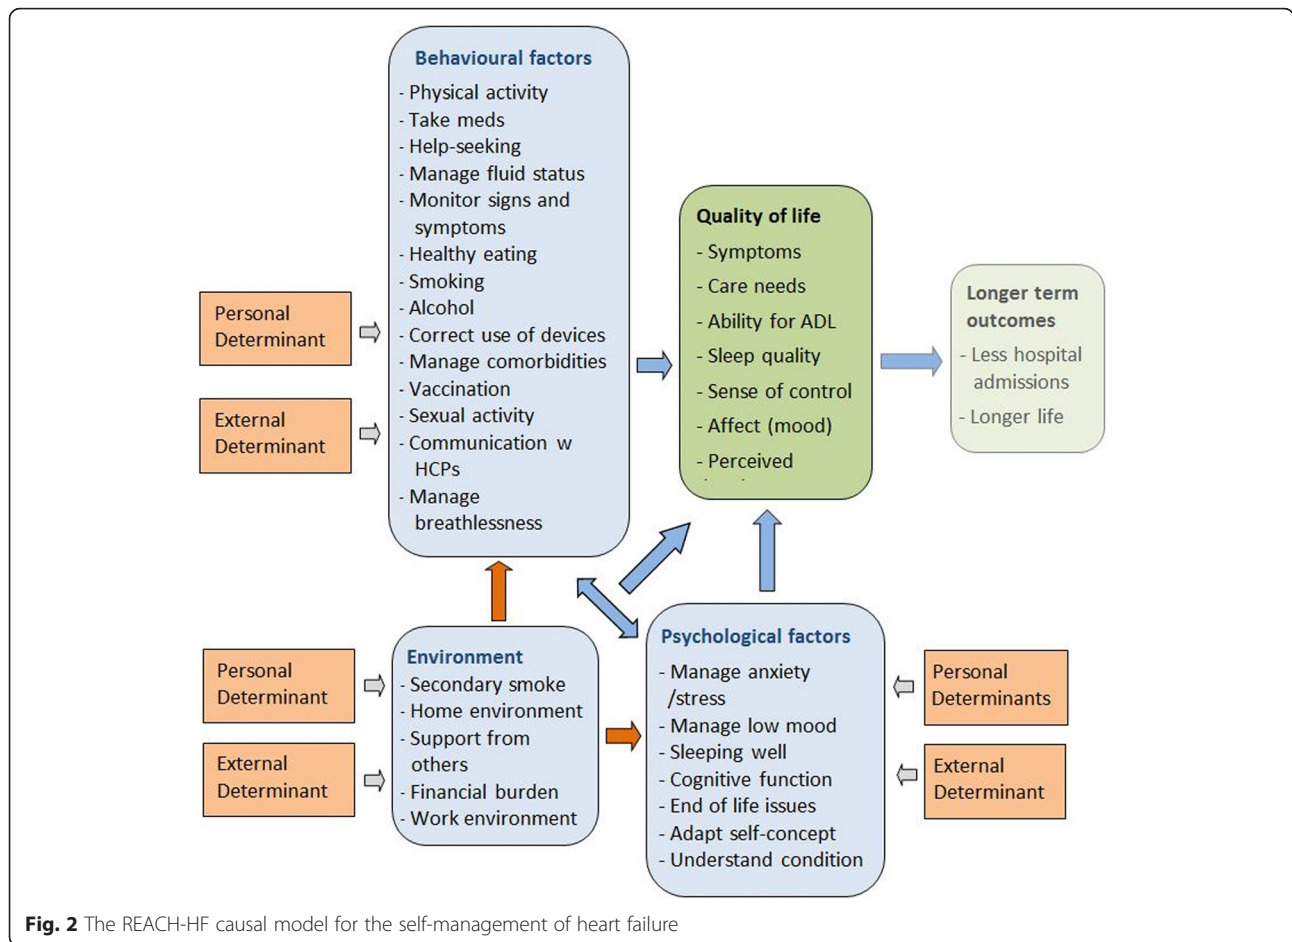 Behavioural factors
- Physical activity
- Take meds
- Help-seeking
- Manage fluid status
- Monitor signs and
symptoms
- Healthy eating
- Smoking
- Alcohol
- Correct use of devices
- Manage comorbidities
- Vaccination
- Sexual activity
- Communication w
HCPs
- Manage
breathlessness
Personal
Determinant
External
Determinant
Quality of life
- Symptoms
- Care needs
- Ability for ADL
- Sleep quality
- Sense of control
- Affect (mood)
- Perceived
Longer term
outcomes
- Less hospital
admissions
- Longer life
Personal
Determinant
External
Determinant
Environment
- Secondary smoke
- Home environment
- Support from
others
- Financial burden
- Work environment
Psychological factors
- Manage anxiety
/stress
- Manage low mood
- Sleeping well
- Cognitive function
- End of life issues
- Adapt self-concept
- Understand condition
Personal
Determinants
External
Determinant
Fig. 2 The REACH-HF causal model for the self-management of heart failure